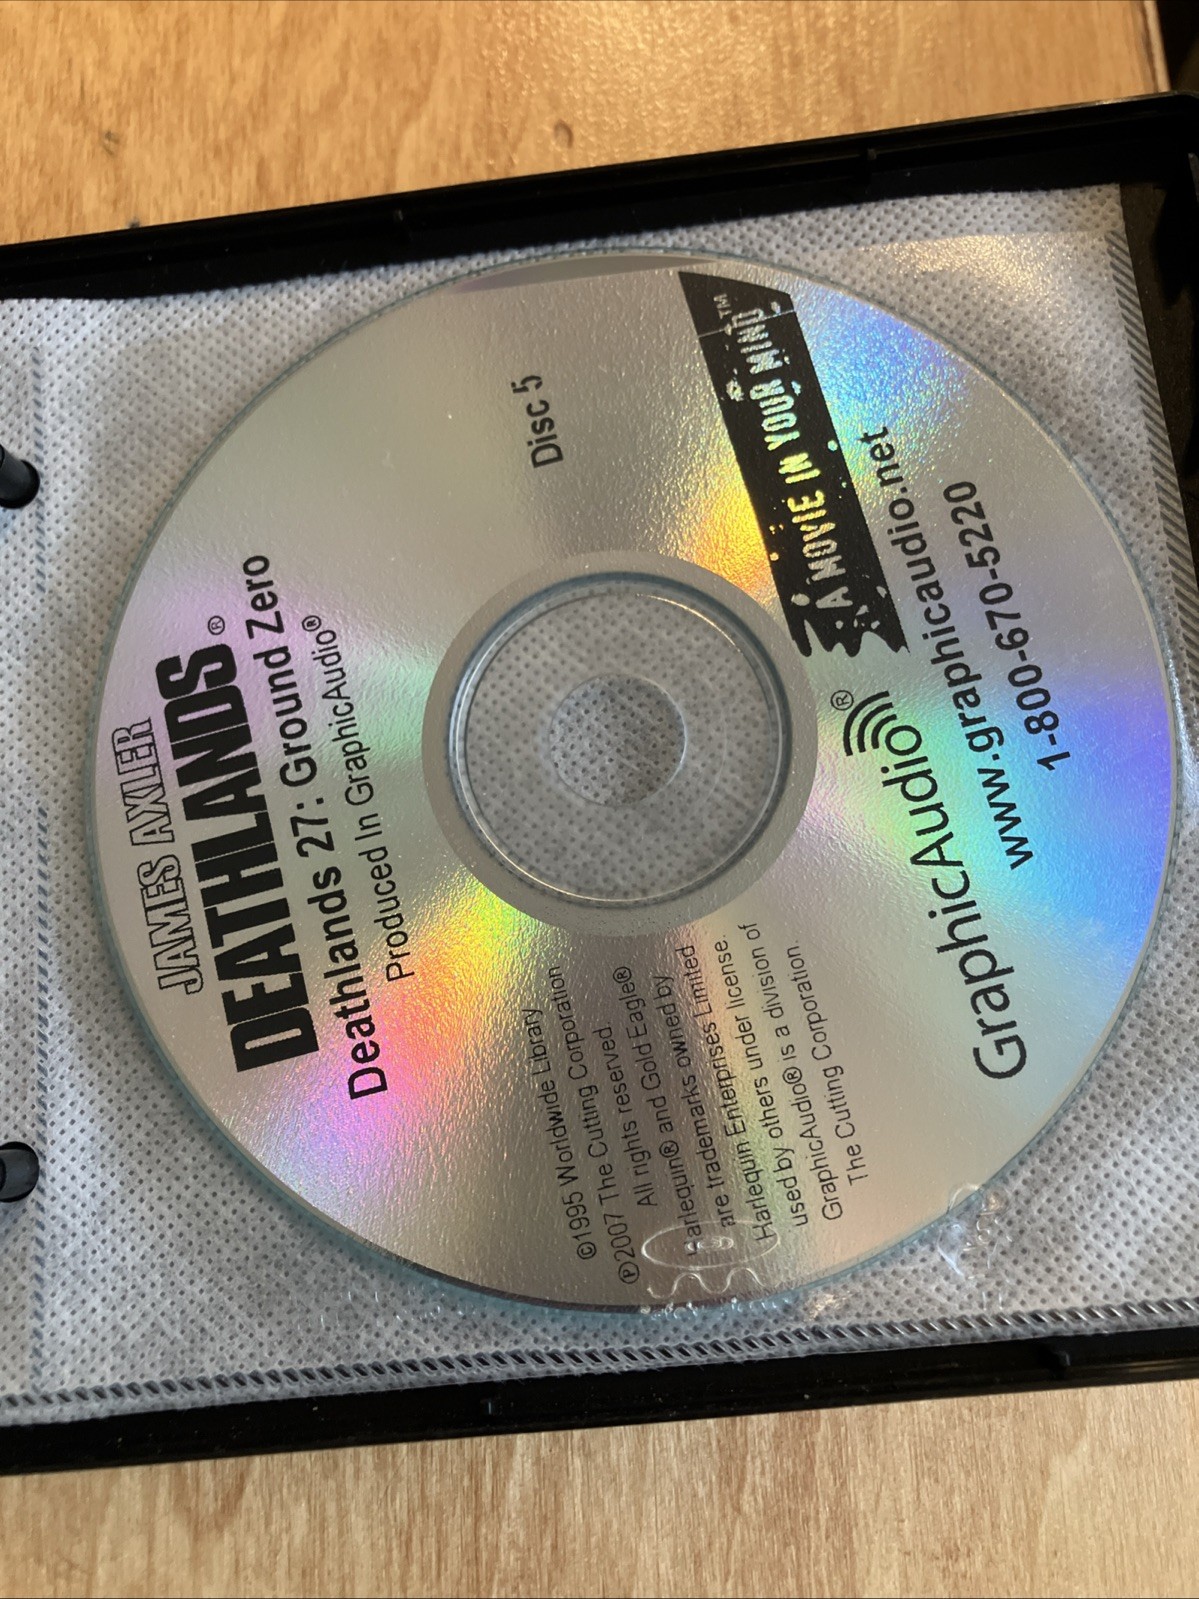 JAMES AXLER
DEATHLANDS®
Deathlands 27: Ground Zero
Produced In GraphicAudio®
Disc 5
©1995 Worldwide Library
℗2007 The Cutting Corporation
All rights reserved
Harlequin® and Gold Eagle®
are trademarks owned by
Harlequin Enterprises Limited
used by others under license.
GraphicAudio® is a division of
The Cutting Corporation.
A MOVIE IN YOUR MIND™
GraphicAudio®
www.graphicaudio.net
1-800-670-5220